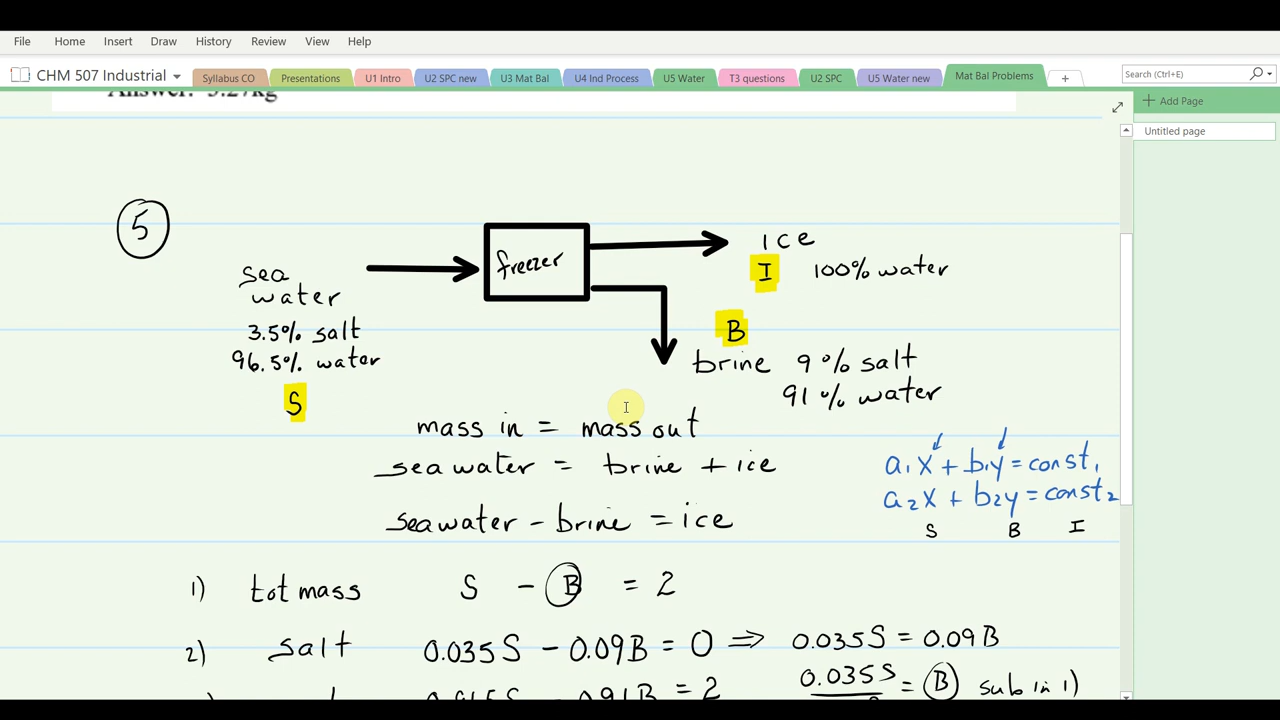 File Home Insert Draw History Review View Help
CHM 507 Industrial Syllabus CO Presentations U1 Intro U2 SPC new U3 Mat Bal U4 Ind Process U5 Water T3 questions U2 SPC U5 Water new Mat Bal Problems + Search (Ctrl+E)
Add Page
Untitled page
5
sea
water
3.5% salt
96.5% water
S
freezer
ice
I 100% water
B
brine 9% salt
91% water
mass in = mass out
sea water = brine + ice
seawater - brine = ice
a₁x + b₁y = const₁
a₂x + b₂y = const₂
S B I
1) tot mass S - B = 2
2) salt 0.035S - 0.09B = 0 ⇒ 0.035S = 0.09B
0.035S = B sub in 1)